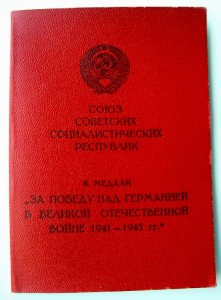 СОЮЗ
СОВЕТСКИХ
СОЦИАЛИСТИЧЕСКИХ
РЕСПУБЛИК
К МЕДАЛИ
„ЗА ПОБЕДУ НАД ГЕРМАНИЕЙ
В ВЕЛИКОЙ ОТЕЧЕСТВЕННОЙ
ВОЙНЕ 1941–1945 гг."